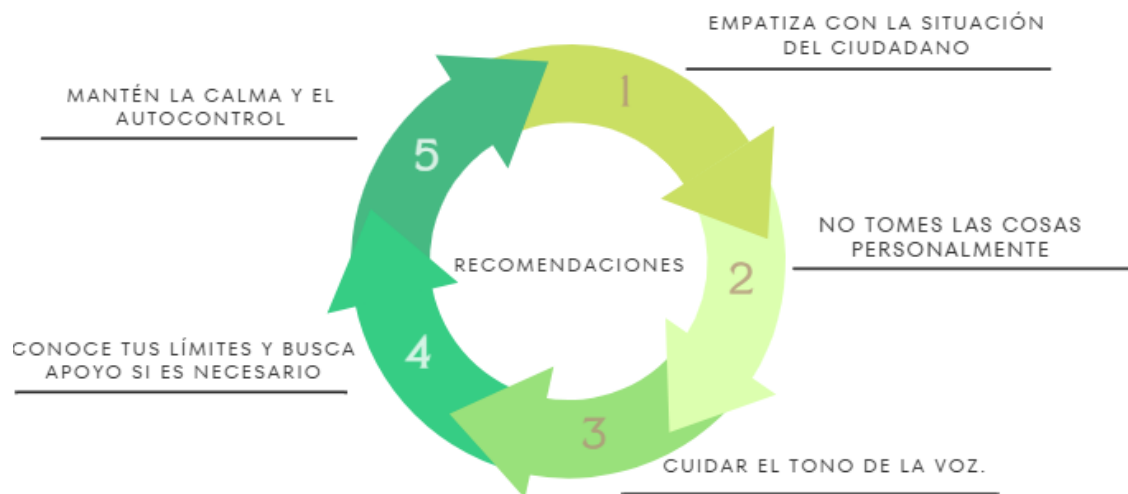 1
EMPATIZA CON LA SITUACIÓN
DEL CIUDADANO
2
NO TOMES LAS COSAS
PERSONALMENTE
3
CUIDAR EL TONO DE LA VOZ.
4
CONOCE TUS LÍMITES Y BUSCA
APOYO SI ES NECESARIO
5
MANTÉN LA CALMA Y EL
AUTOCONTROL
RECOMENDACIONES